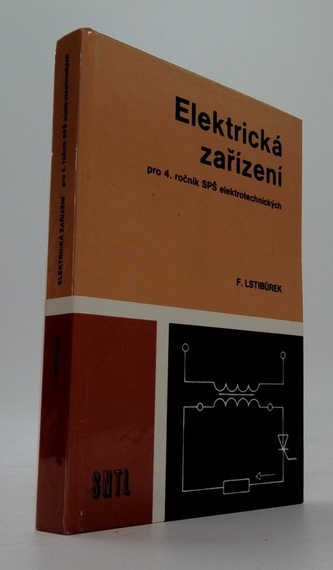 Elektrická
zařízení
pro 4. ročník SPŠ elektrotechnických
F. LSTIBŮREK
SNTL
ELEKTRICKÁ ZAŘÍZENÍ pro 4. ročník SPŠ elektrotechnických